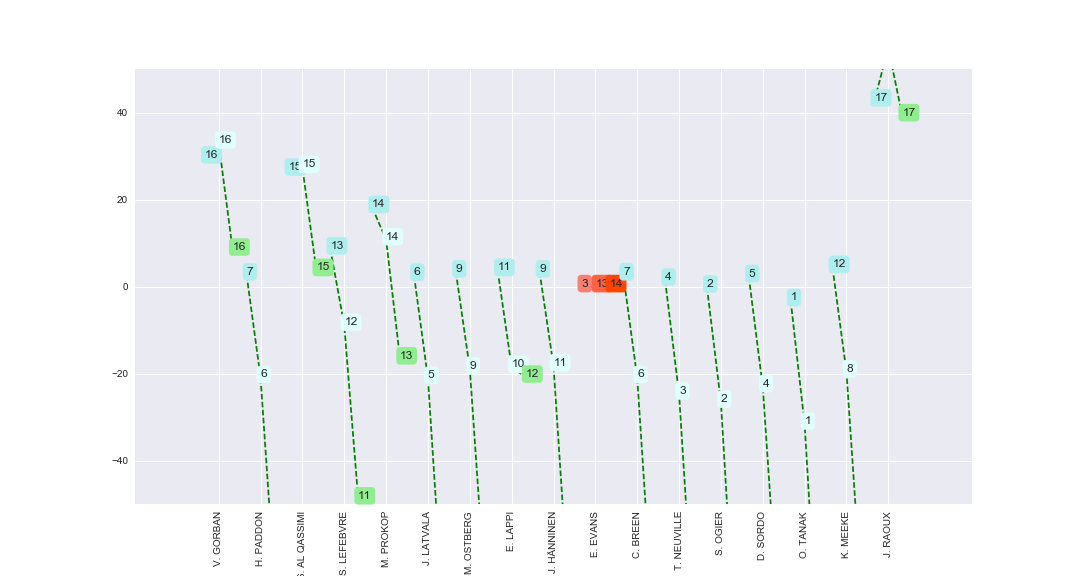 40
20
0
−20
−40
16
16
16
7
6
15
15
15
13
12
11
14
14
13
6
5
9
9
11
10
12
9
11
3
13
14
7
6
4
3
2
2
5
4
1
1
12
8
17
17
V. GORBAN
H. PADDON
S. AL QASSIMI
S. LEFEBVRE
M. PROKOP
J. LATVALA
M. OSTBERG
E. LAPPI
J. HANNINEN
E. EVANS
C. BREEN
T. NEUVILLE
S. OGIER
D. SORDO
O. TANAK
K. MEEKE
J. RAOUX